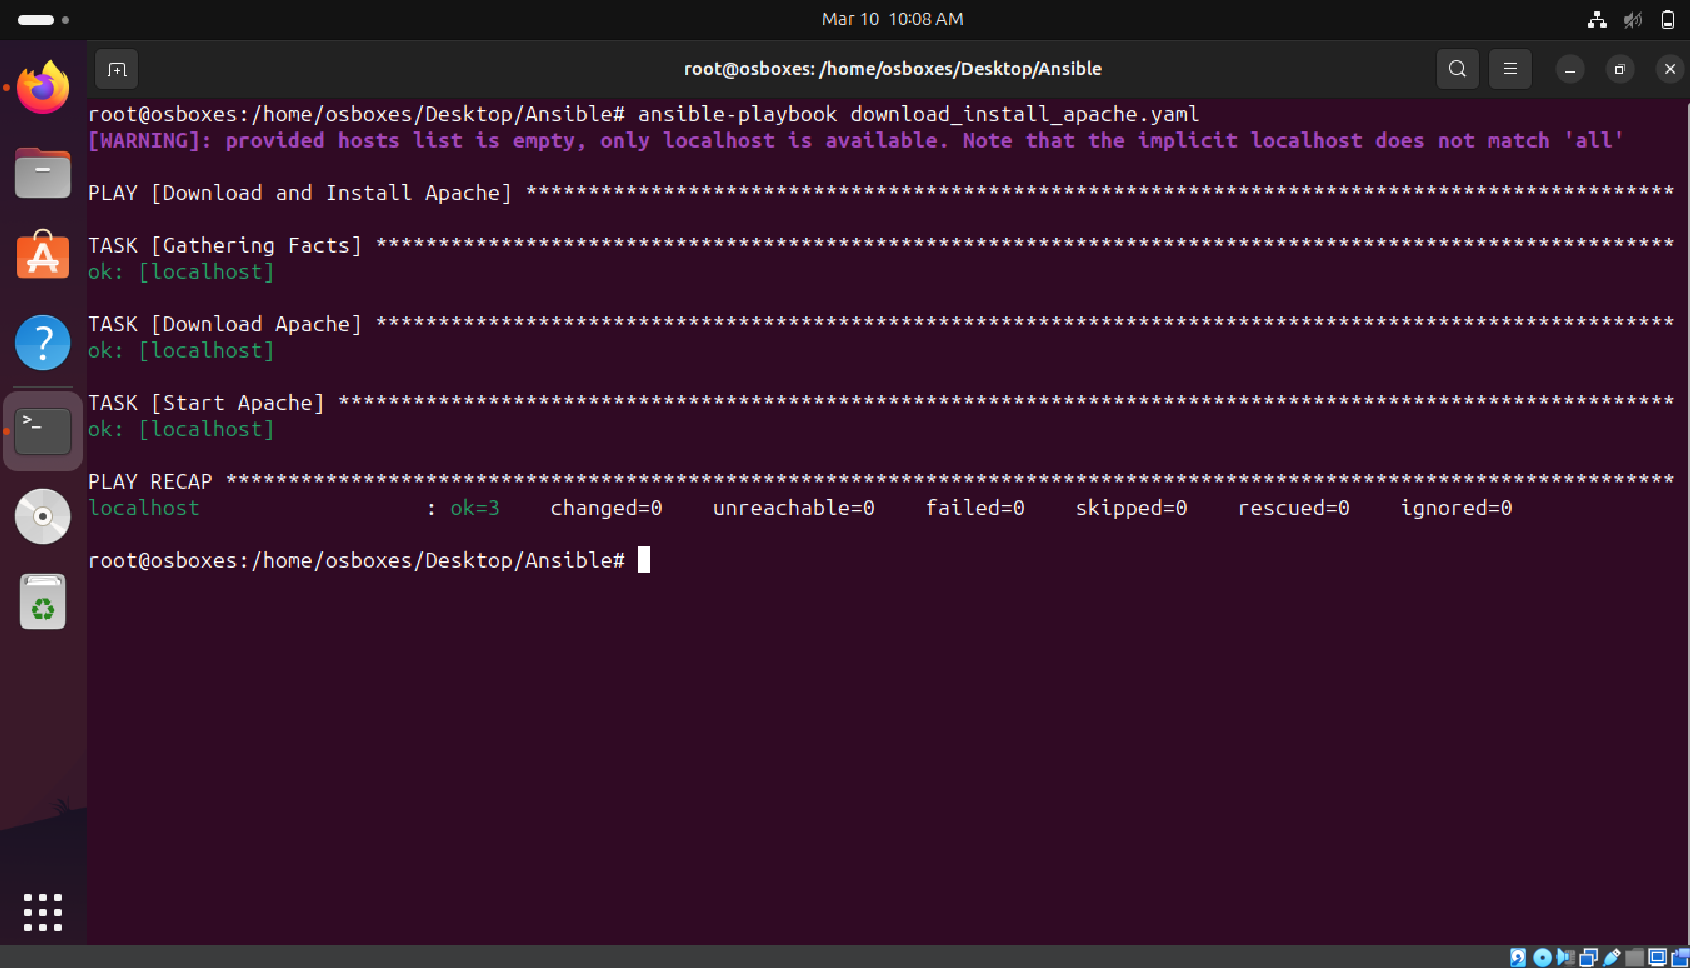 Mar 10 10:08 AM
root@osboxes: /home/osboxes/Desktop/Ansible
root@osboxes:/home/osboxes/Desktop/Ansible# ansible-playbook download_install_apache.yaml
[WARNING]: provided hosts list is empty, only localhost is available. Note that the implicit localhost does not match 'all'
PLAY [Download and Install Apache] ********************************************************************************************
TASK [Gathering Facts] ********************************************************************************************************
ok: [localhost]
TASK [Download Apache] ********************************************************************************************************
ok: [localhost]
TASK [Start Apache] ***********************************************************************************************************
ok: [localhost]
PLAY RECAP ********************************************************************************************************************
localhost : ok=3 changed=0 unreachable=0 failed=0 skipped=0 rescued=0 ignored=0
root@osboxes:/home/osboxes/Desktop/Ansible#